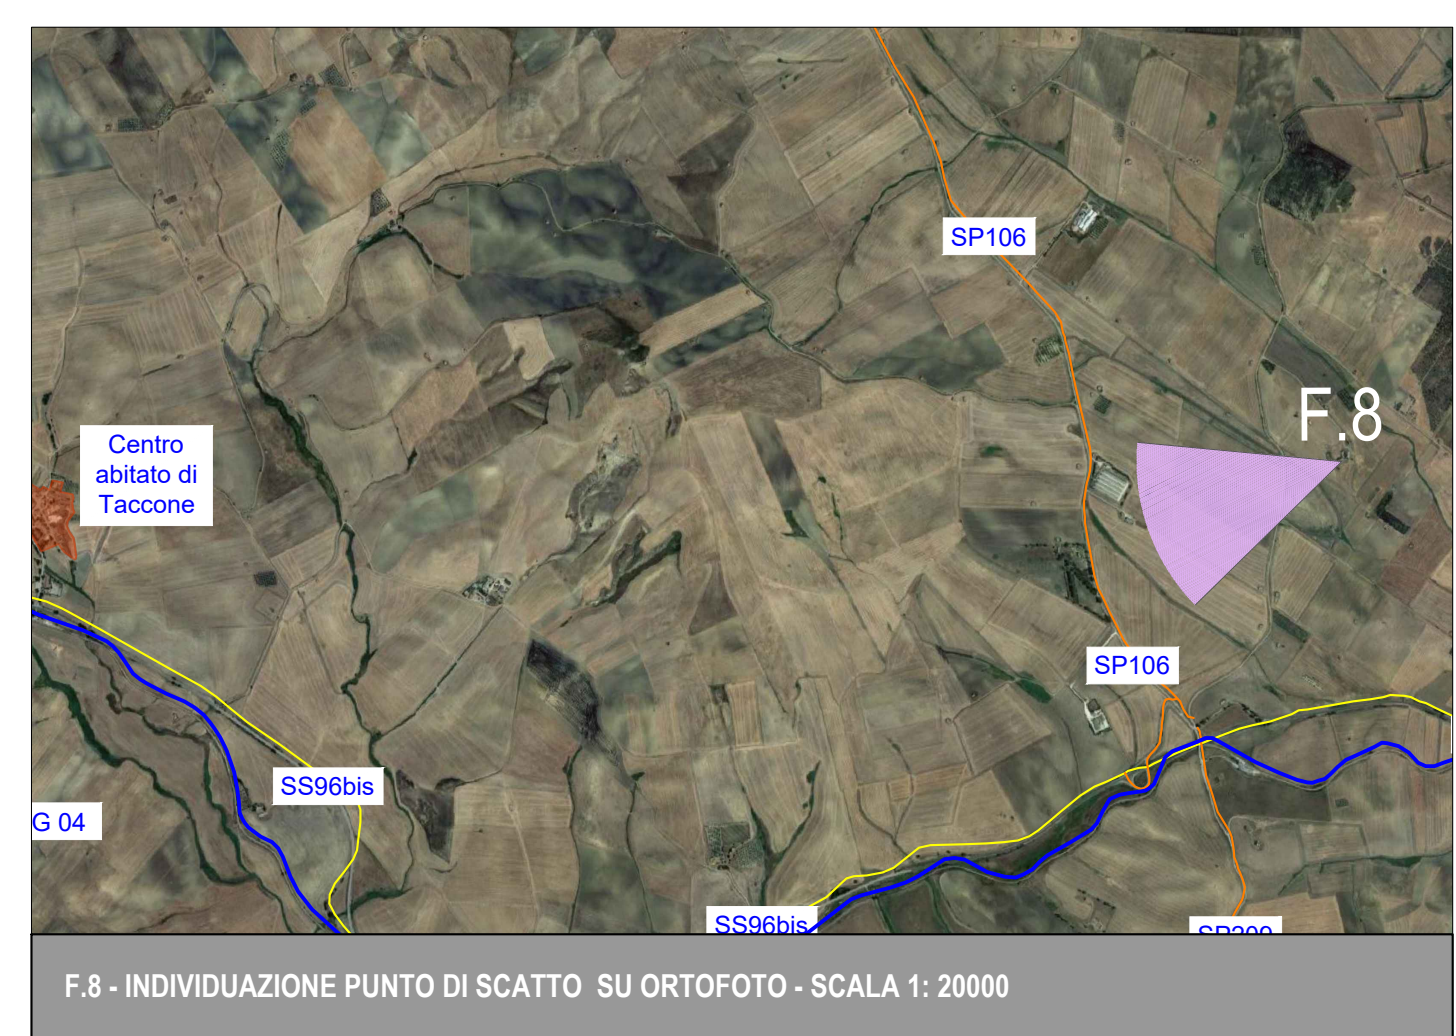 SP106
F.8
Centro
abitato di
Taccone
SP106
SS96bis
G 04
SS96bis
F.8 - INDIVIDUAZIONE PUNTO DI SCATTO SU ORTOFOTO - SCALA 1: 20000